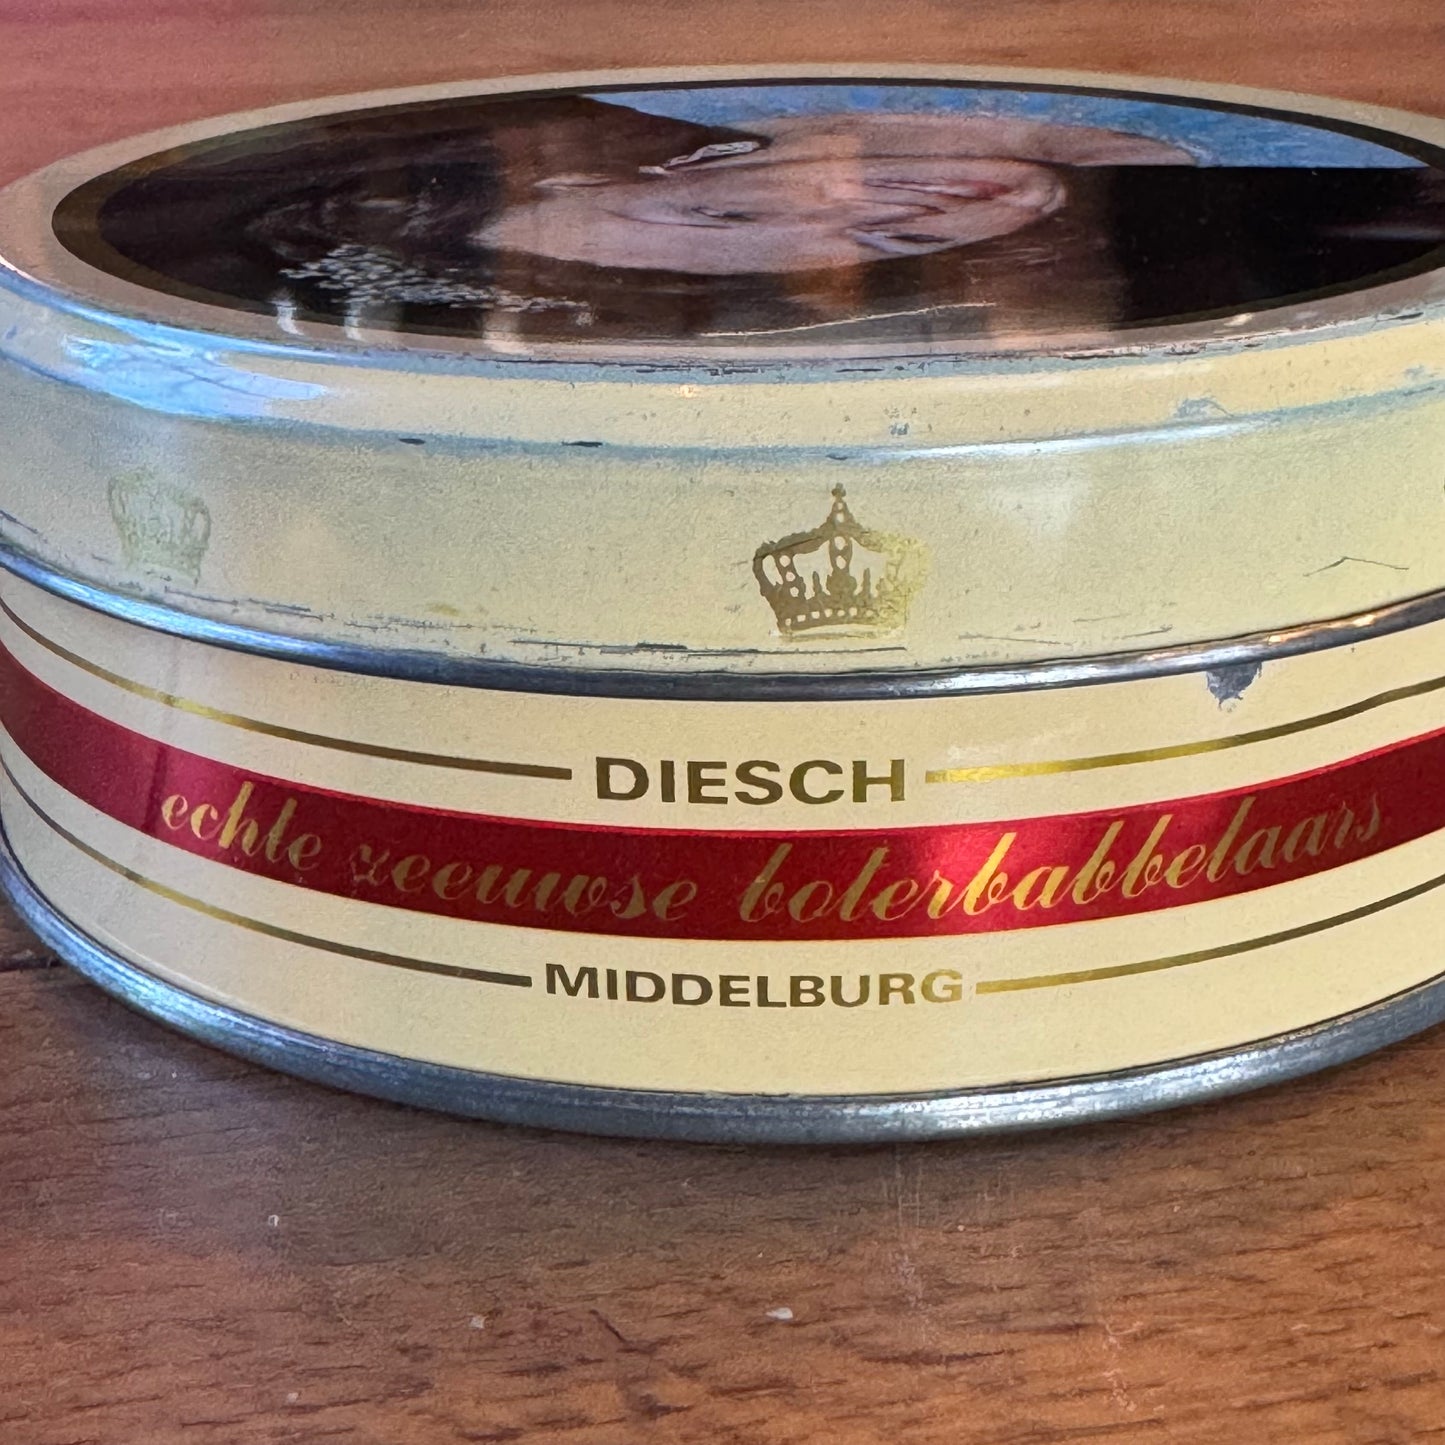 DIESCH
echte zeeuwse boterbabbelaars
MIDDELBURG